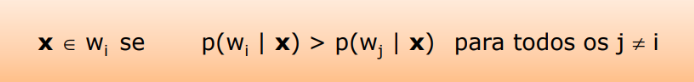 x ∈ wᵢ se p(wᵢ | x) > p(wⱼ | x) para todos os j ≠ i